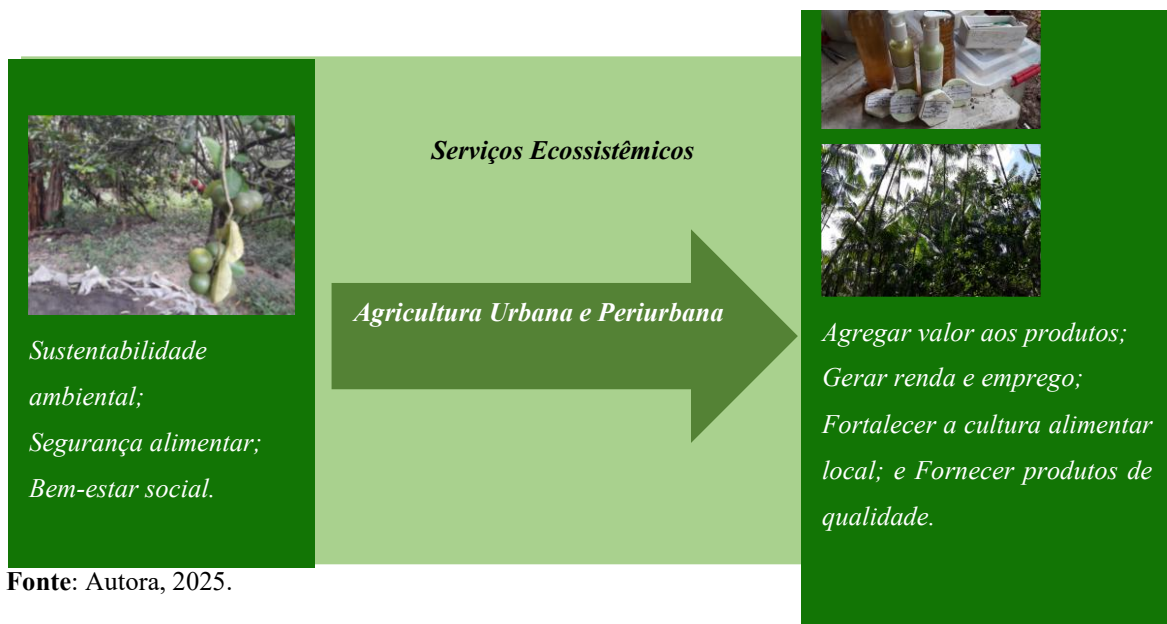 Serviços Ecossistêmicos
Agricultura Urbana e Periurbana
Sustentabilidade
ambiental;
Segurança alimentar;
Bem-estar social.
Agregar valor aos produtos;
Gerar renda e emprego;
Fortalecer a cultura alimentar
local; e Fornecer produtos de
qualidade.
Fonte: Autora, 2025.